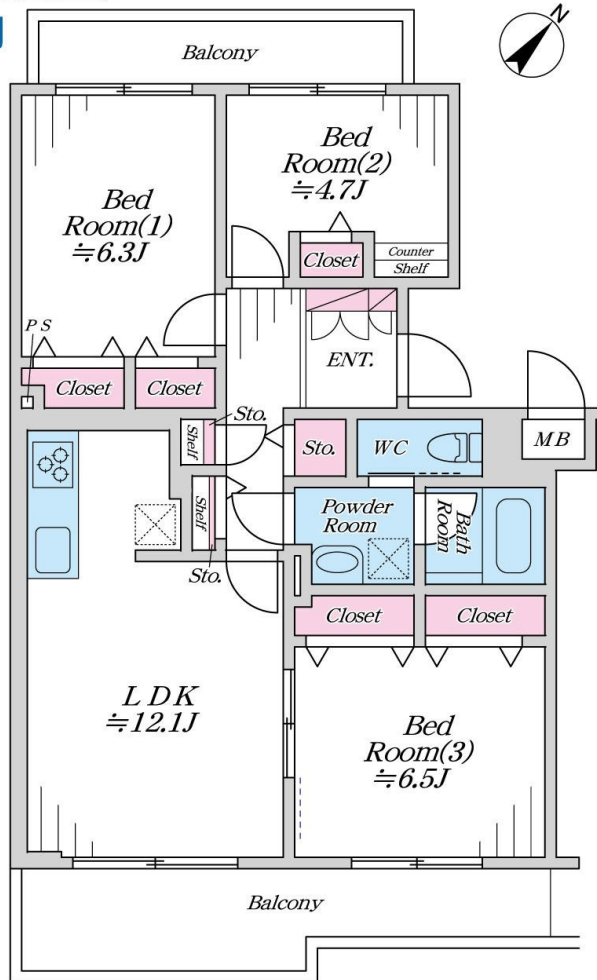 N
Balcony
Bed
Room(1)
≒6.3J
Bed
Room(2)
≒4.7J
Closet
Counter
Shelf
PS
Closet
Closet
ENT.
Sto.
Shelf
Sto.
WC
MB
Shelf
Sto.
Powder
Room
Bath
Room
Closet
Closet
LDK
≒12.1J
Bed
Room(3)
≒6.5J
Balcony